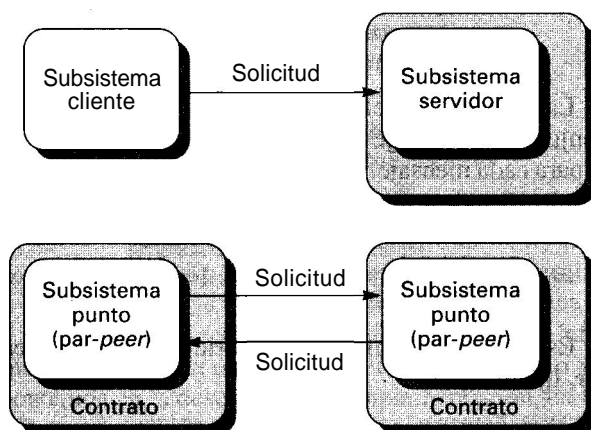 Subsistema
cliente
Solicitud
Subsistema
servidor
Subsistema
punto
(par-peer)
Contrato
Solicitud
Solicitud
Subsistema
punto
(par-peer)
Contrato